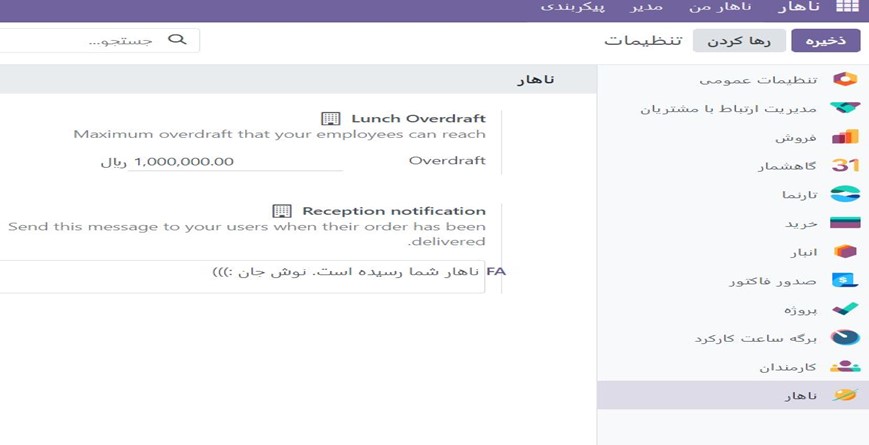 ناهار ناهار من مدیر پیکربندی
ذخیره رها کردن تنظیمات جستجو...
تنظیمات عمومی
مدیریت ارتباط با مشتریان
فروش
31 گاهشمار
تارنما
خرید
انبار
$ صدور فاکتور
پروژه
برگه ساعت کارکرد
کارمندان
ناهار
ناهار
Lunch Overdraft
Maximum overdraft that your employees can reach
Overdraft 1,000,000.00 ریال
Reception notification
Send this message to your users when their order has been
delivered.
FA ناهار شما رسیده است. نوش جان :)))